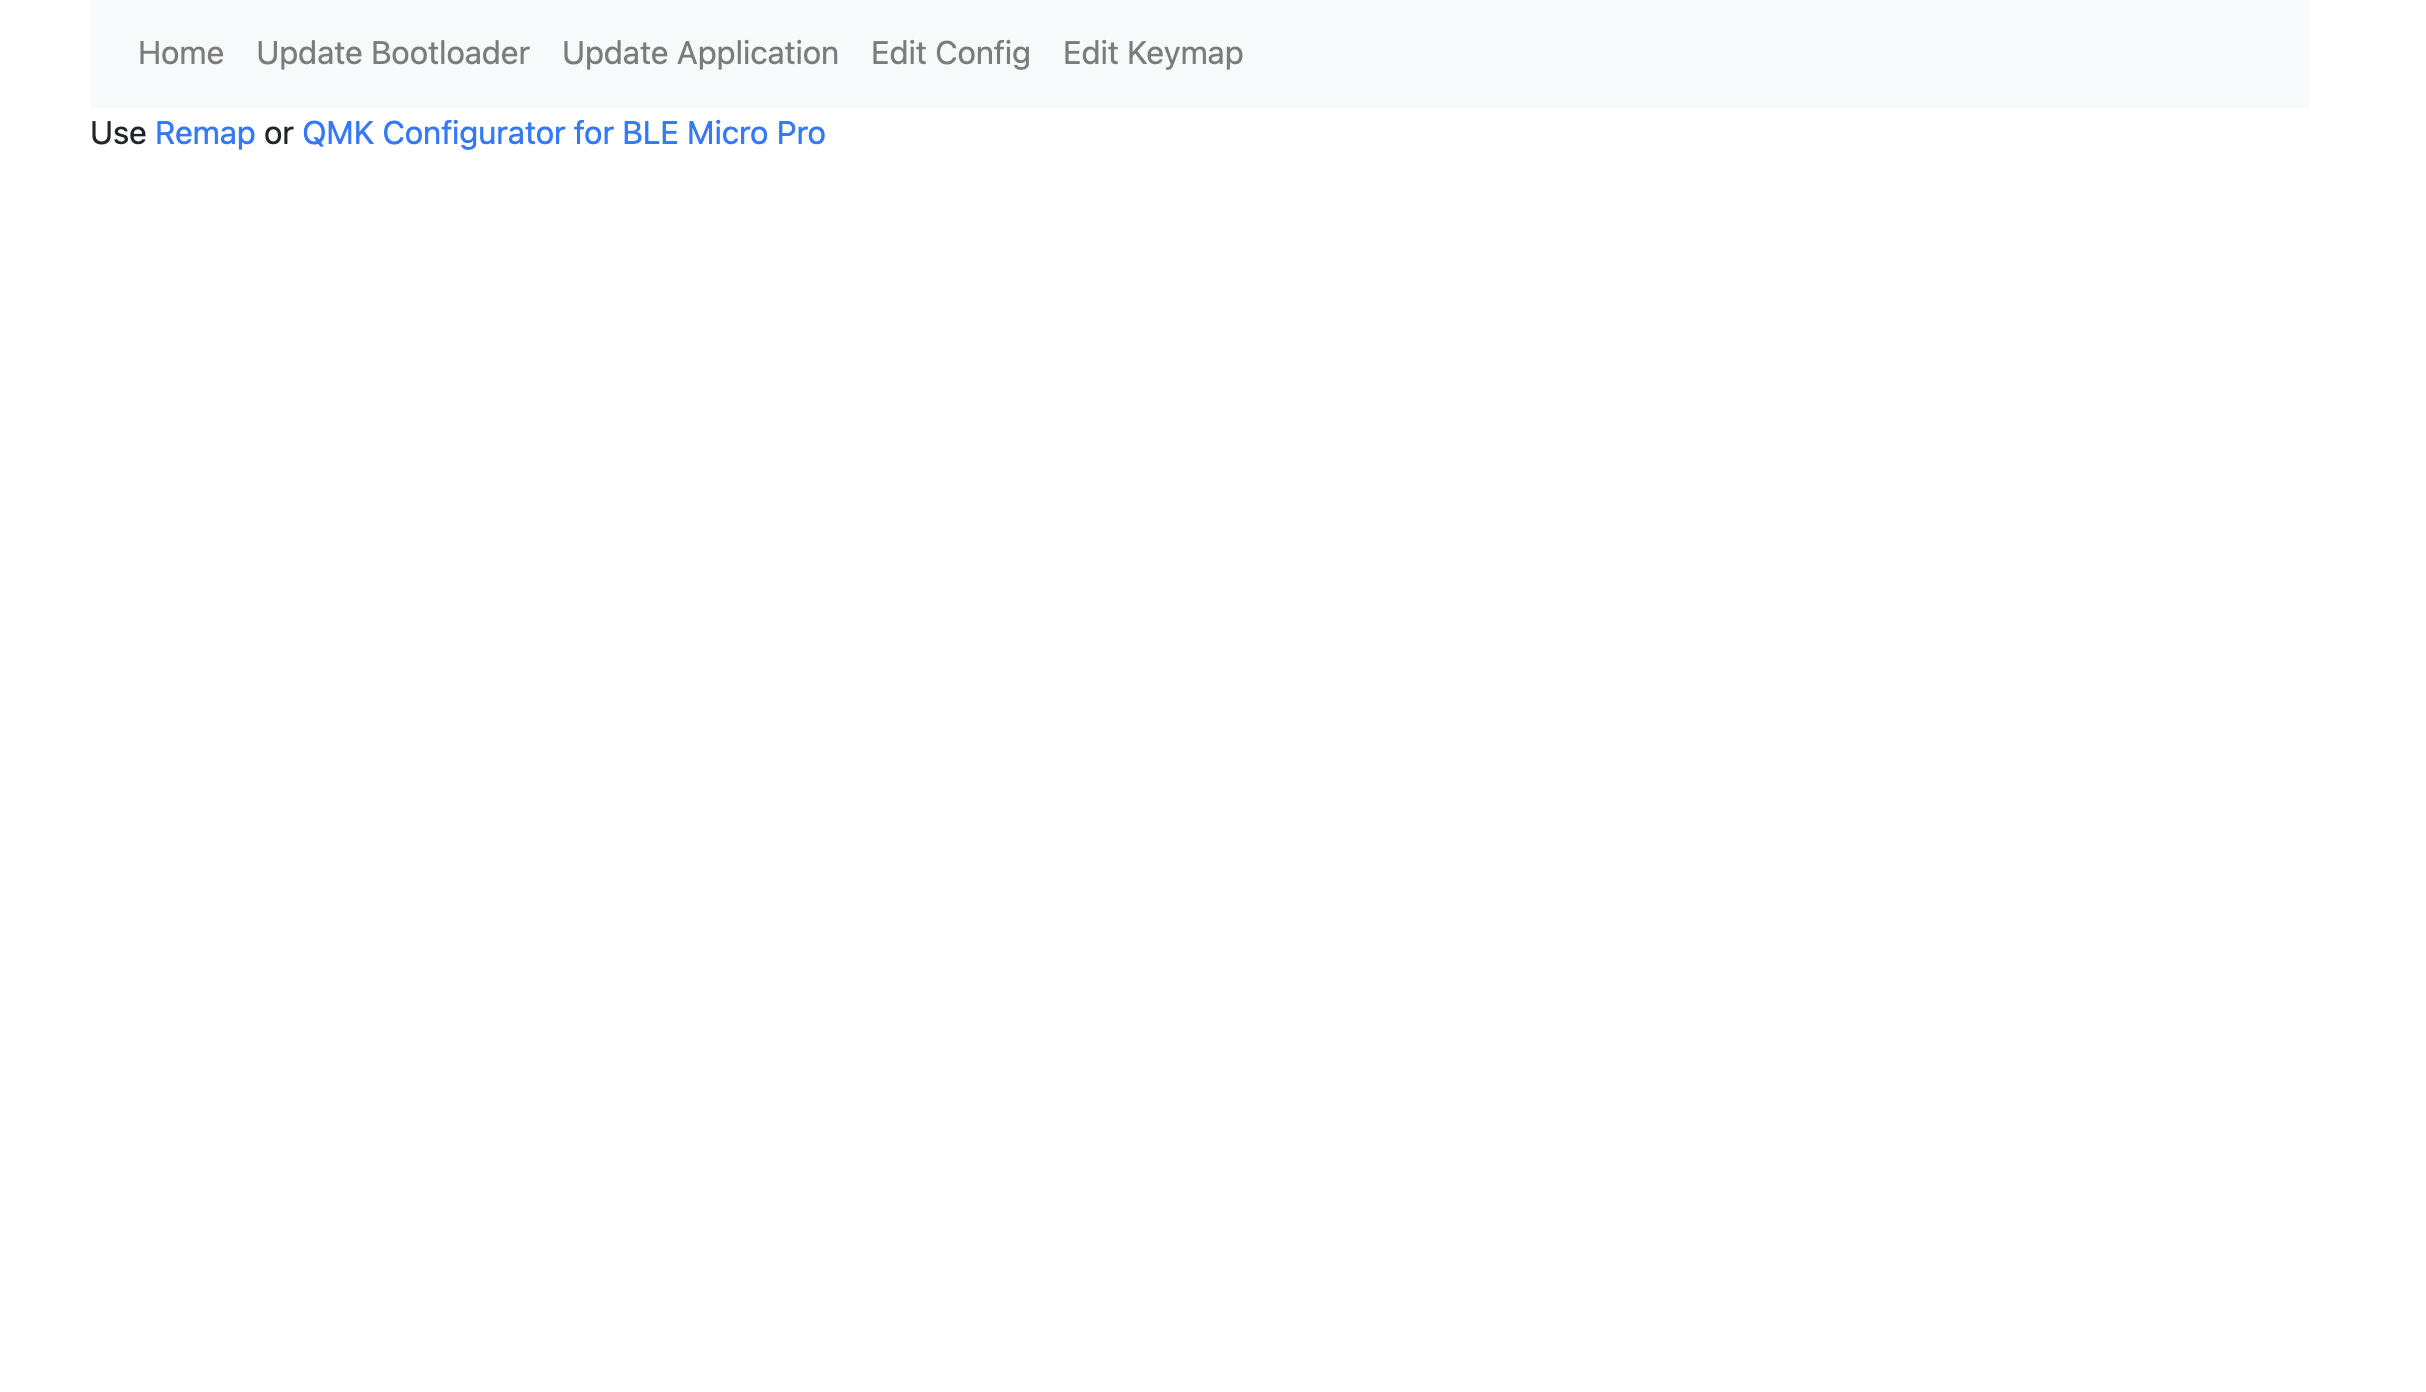 Home Update Bootloader Update Application Edit Config Edit Keymap
Use Remap or QMK Configurator for BLE Micro Pro